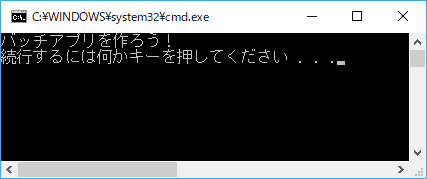 C:¥WINDOWS¥system32¥cmd.exe
バッチアプリを作ろう！
続行するには何かキーを押してください . . .